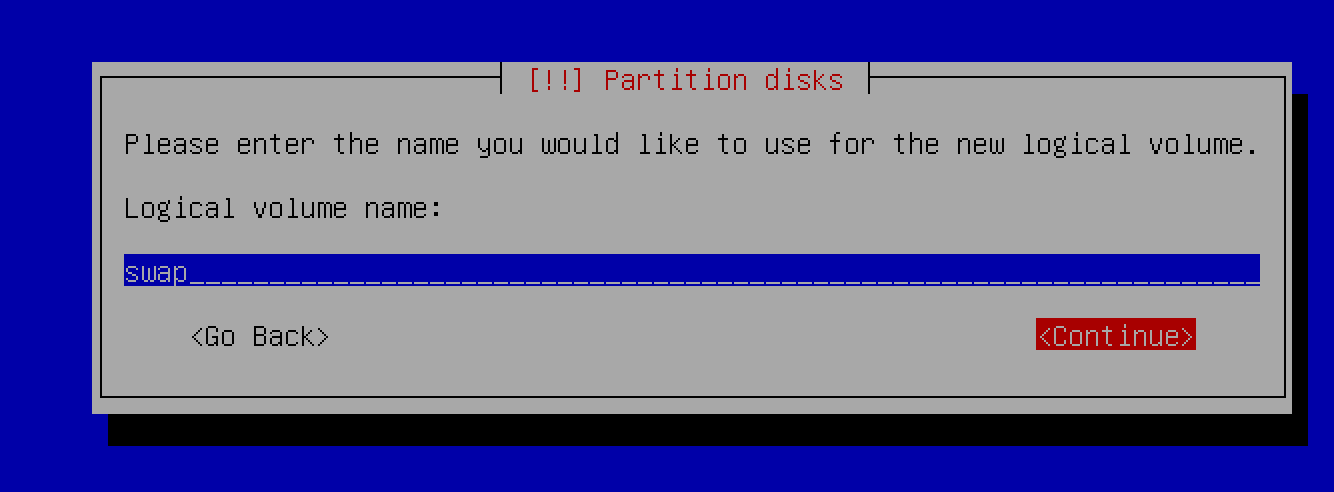 [!!] Partition disks
Please enter the name you would like to use for the new logical volume.
Logical volume name:
swap
<Go Back> <Continue>